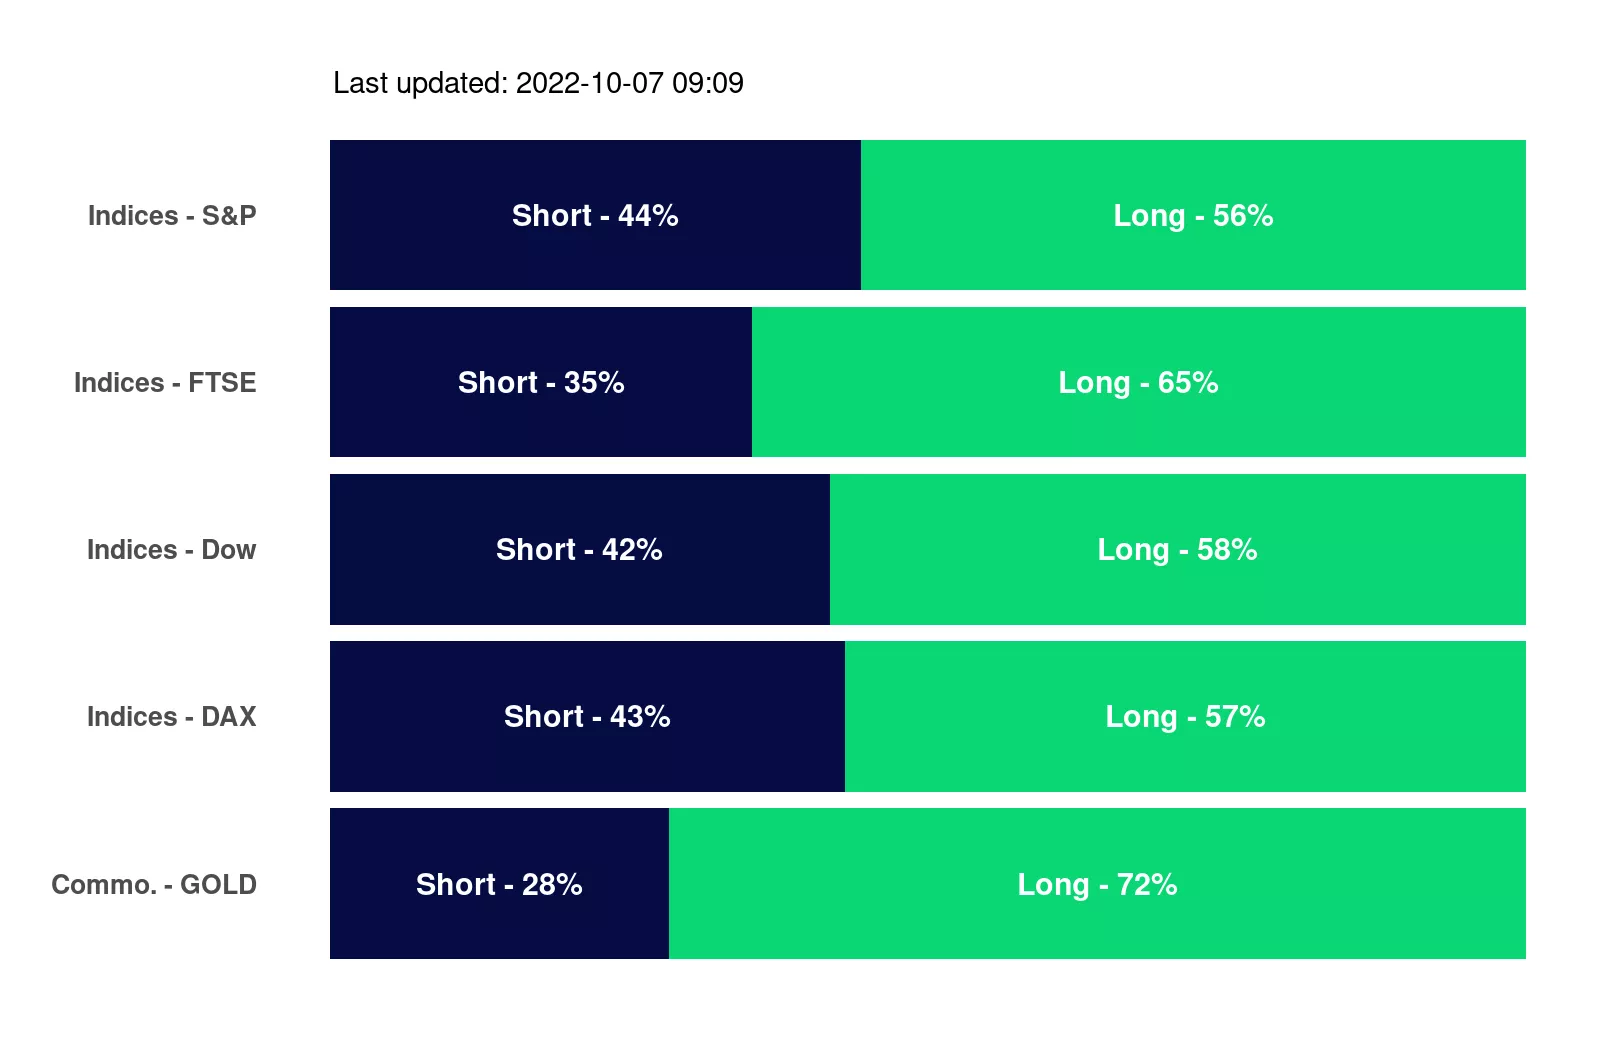 Last updated: 2022-10-07 09:09
Indices - S&P Short - 44% Long - 56%
Indices - FTSE Short - 35% Long - 65%
Indices - Dow Short - 42% Long - 58%
Indices - DAX Short - 43% Long - 57%
Commo. - GOLD Short - 28% Long - 72%